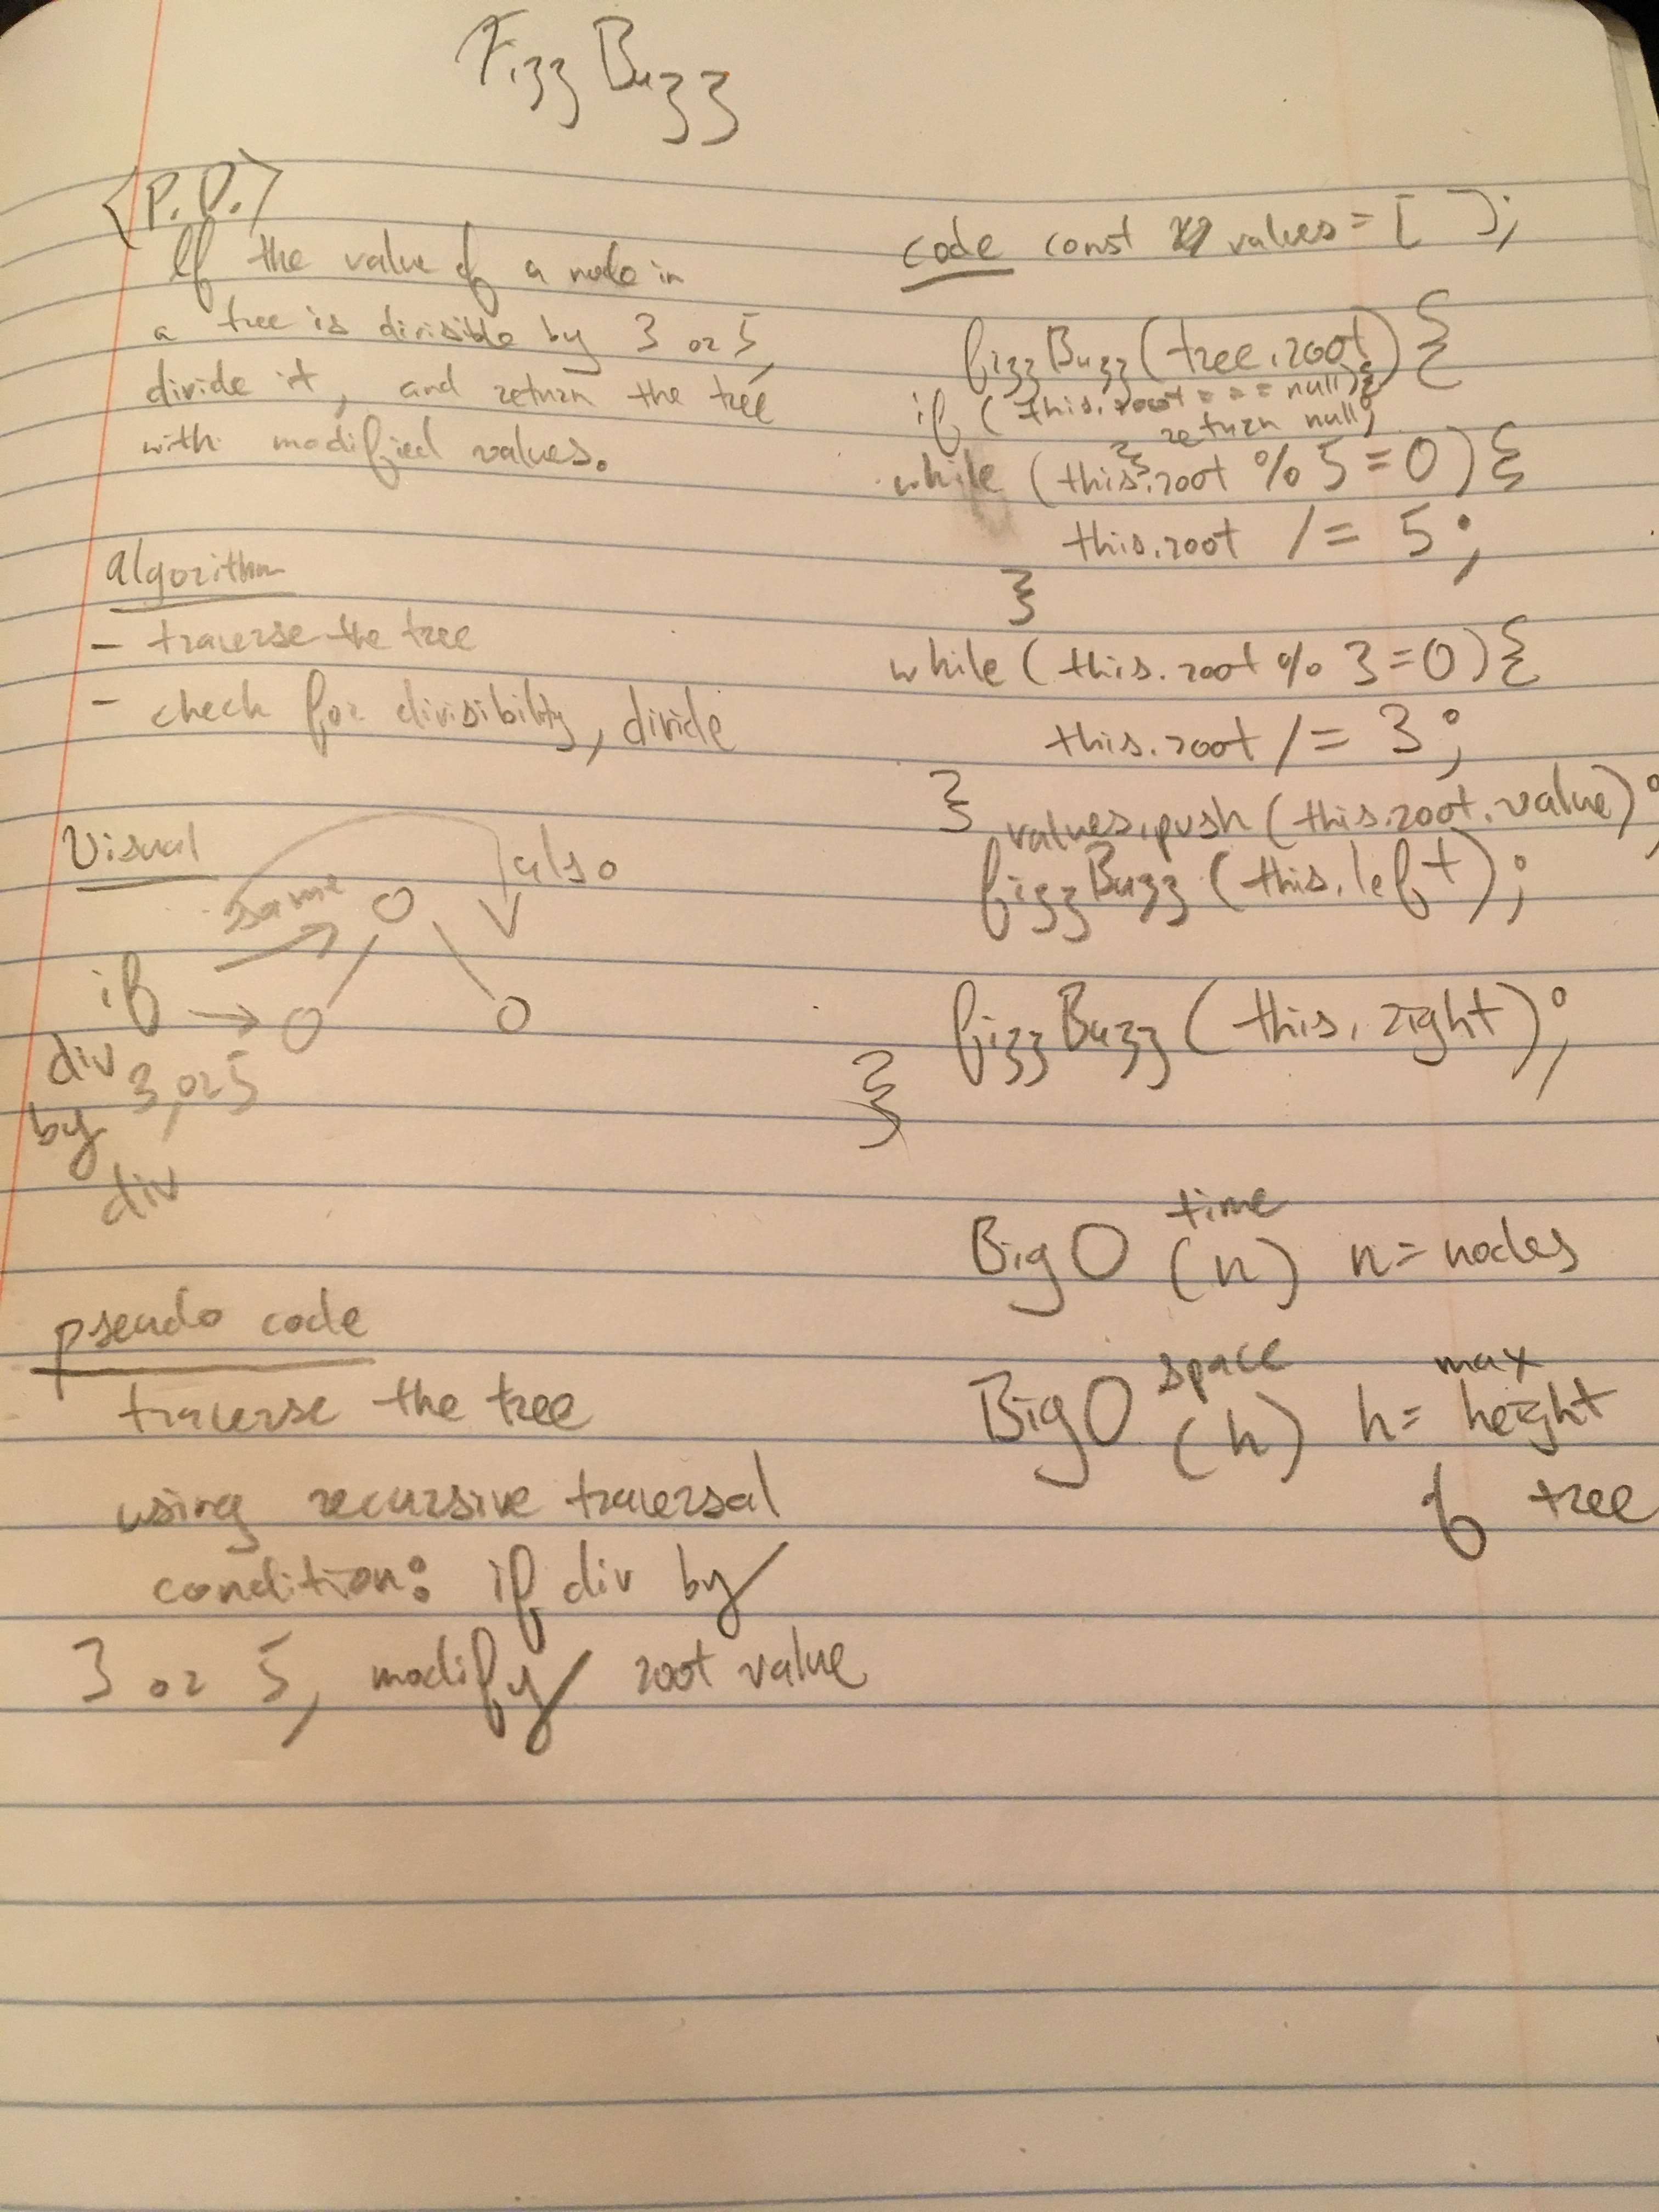 FizzBuzz
<P.D.>
If the value of a node in
a tree is divisible by 3 or 5,
divide it, and return the tree
with modified values.
algorithm
- traverse the tree
- check for divisibility, divide
Visual
same
also
if
div
by 3, or 5
div
pseudo code
traverse the tree
using recursive traversal
condition: if div by
3 or 5, modify root value
code const values = [ ];
fizzBuzz(tree.root) {
if (this.root === null){
return null;
}
while (this.root % 5 = 0) {
this.root /= 5;
}
while (this.root % 3 = 0) {
this.root /= 3;
}
values.push(this.root.value);
fizzBuzz(this.left);
fizzBuzz(this.right);
}
time
BigO (n) n = nodes
space max
BigO (h) h = height
of tree